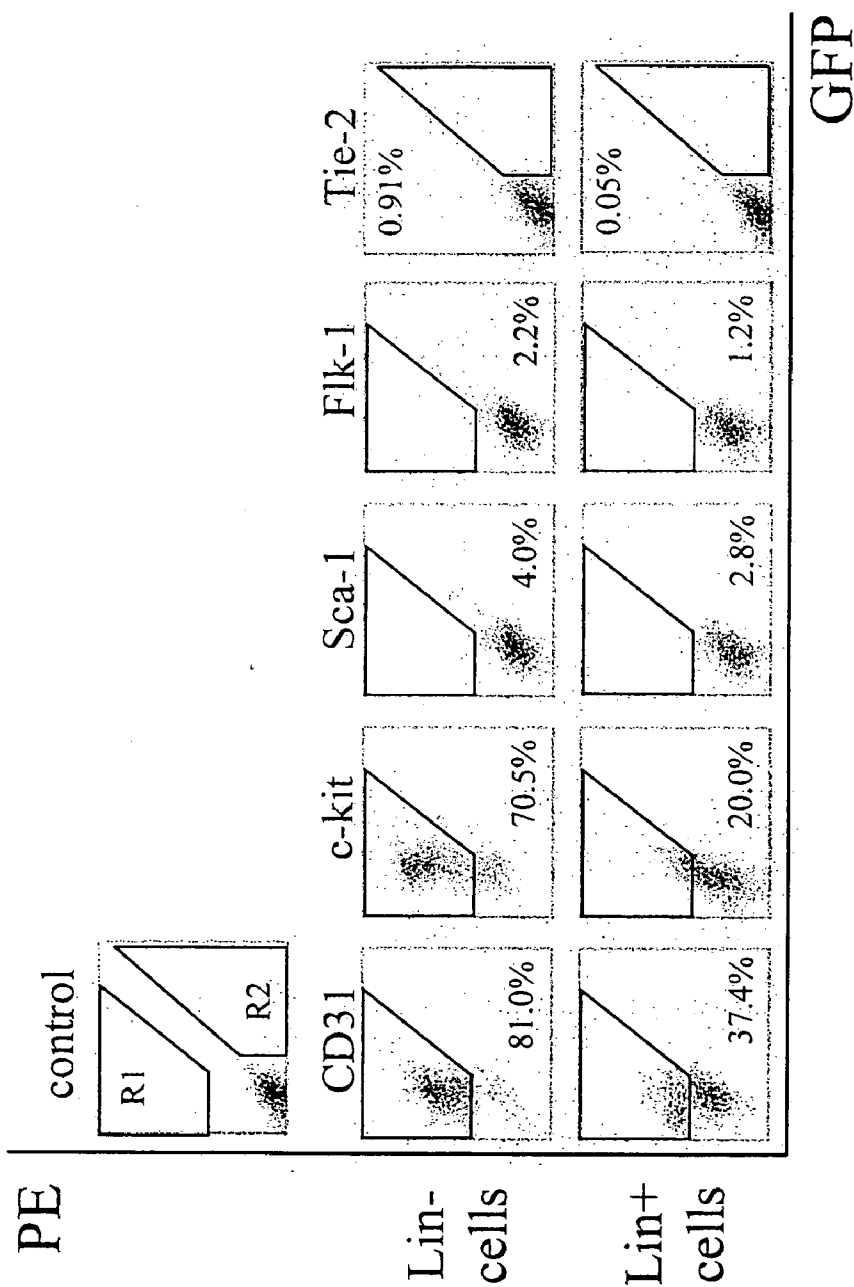 PE
control
R1
R2
CD31
c-kit
Sca-1
Flk-1
Tie-2
Lin-
cells
81.0%
70.5%
4.0%
2.2%
0.91%
Lin+
cells
37.4%
20.0%
2.8%
1.2%
0.05%
GFP